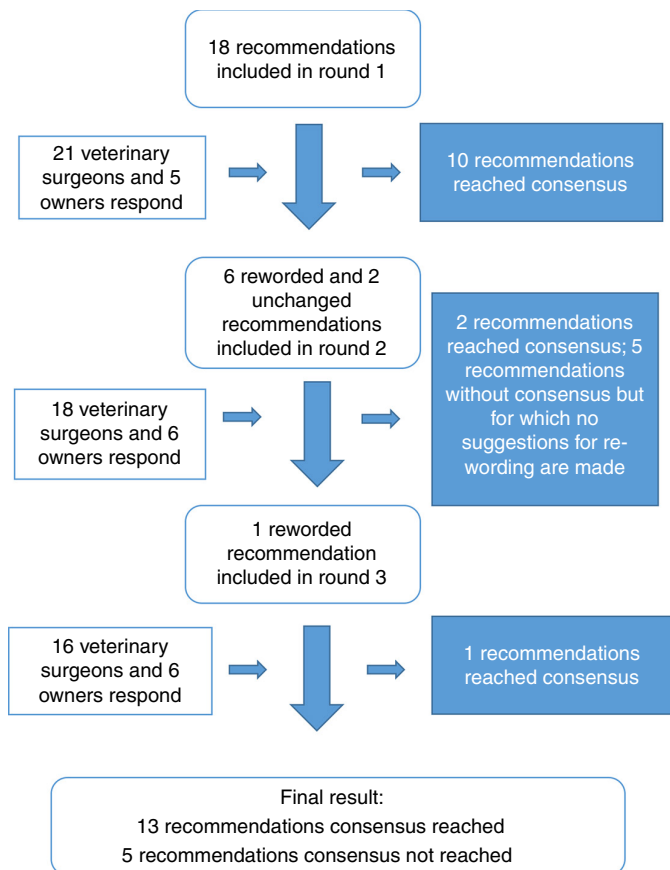 18 recommendations
included in round 1
21 veterinary
surgeons and 5
owners respond
10 recommendations
reached consensus
6 reworded and 2
unchanged
recommendations
included in round 2
18 veterinary
surgeons and 6
owners respond
2 recommendations
reached consensus; 5
recommendations
without consensus but
for which no
suggestions for re-
wording are made
1 reworded
recommendation
included in round 3
16 veterinary
surgeons and 6
owners respond
1 recommendations
reached consensus
Final result:
13 recommendations consensus reached
5 recommendations consensus not reached